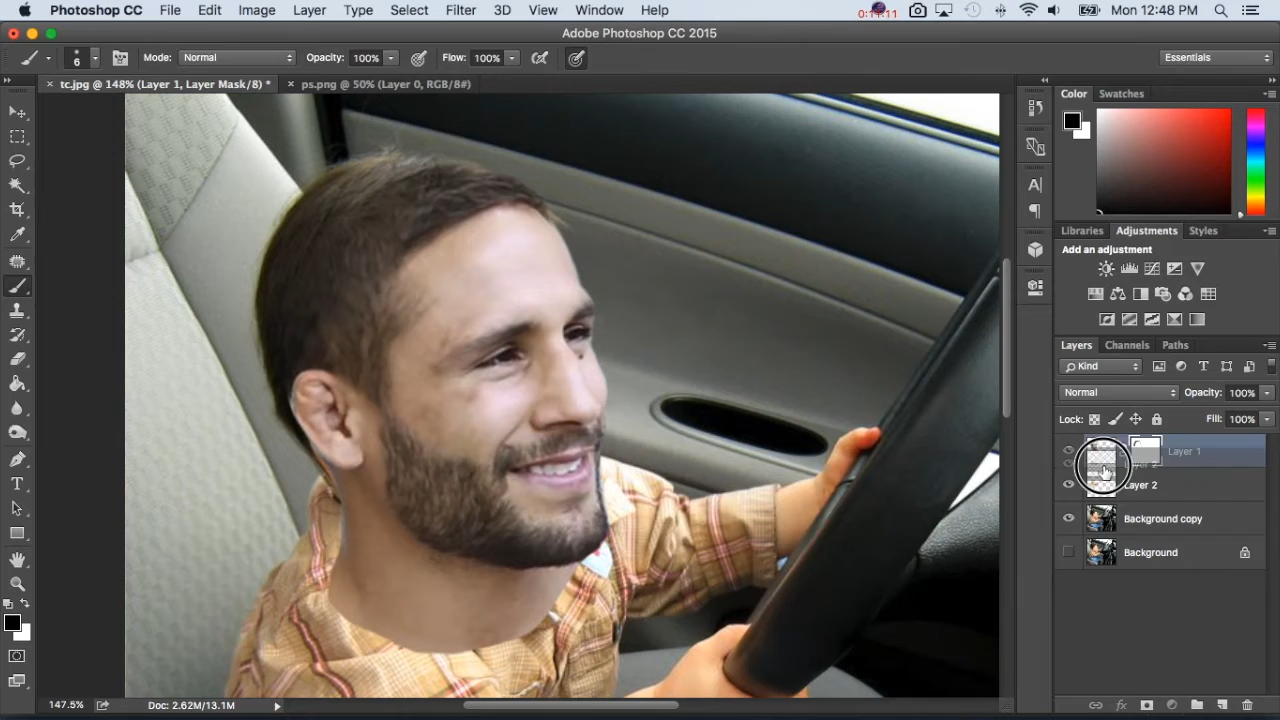 Photoshop CC File Edit Image Layer Type Select Filter 3D View Window Help Mon 12:48 PM
Adobe Photoshop CC 2015
6 Mode: Normal Opacity: 100% Flow: 100% Essentials
tc.jpg @ 148% (Layer 1, Layer Mask/8) * ps.png @ 50% (Layer 0, RGB/8#)
Color Swatches
Libraries Adjustments Styles
Add an adjustment
Layers Channels Paths
Kind
Normal Opacity: 100%
Lock: Fill: 100%
Layer 1
Layer 2
Background copy
Background
147.5% Doc: 2.62M/13.1M